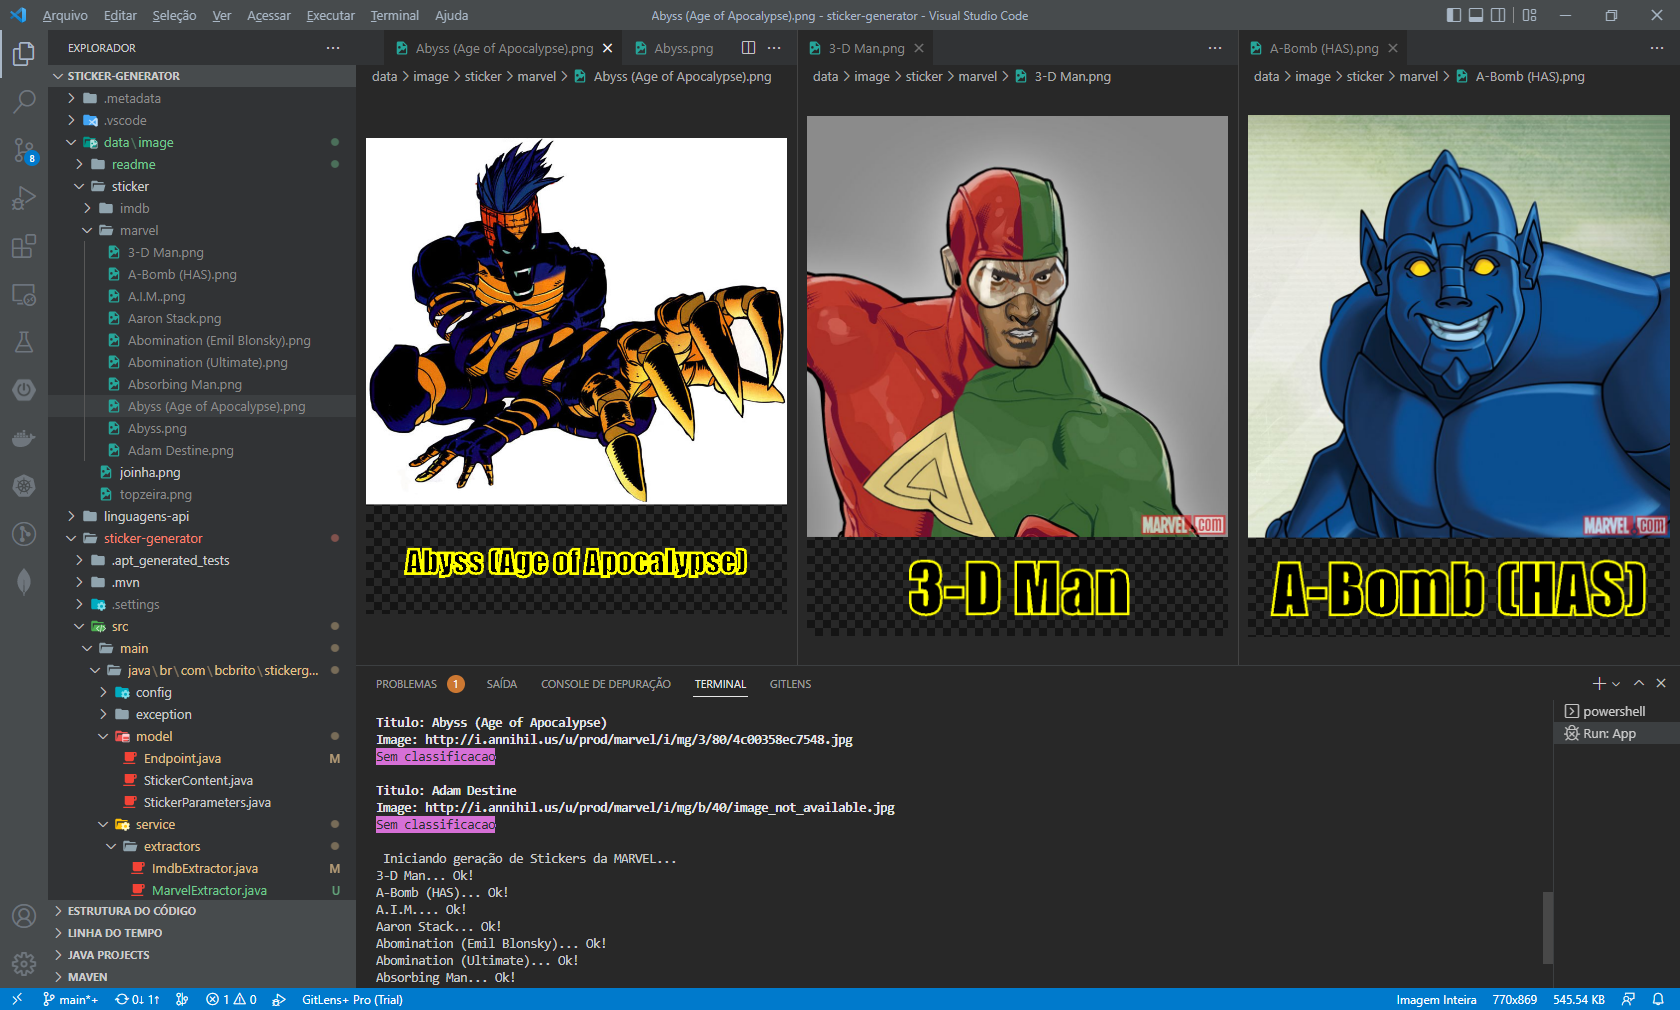 Arquivo Editar Seleção Ver Acessar Executar Terminal Ajuda
Abyss (Age of Apocalypse).png - sticker-generator - Visual Studio Code
EXPLORADOR
STICKER-GENERATOR
.metadata
.vscode
data\image
readme
sticker
imdb
marvel
3-D Man.png
A-Bomb (HAS).png
A.I.M..png
Aaron Stack.png
Abomination (Emil Blonsky).png
Abomination (Ultimate).png
Absorbing Man.png
Abyss (Age of Apocalypse).png
Abyss.png
Adam Destine.png
joinha.png
topzeira.png
linguagens-api
sticker-generator
.apt_generated_tests
.mvn
.settings
src
main
java\br\com\bcbrito\stickerg...
config
exception
model
Endpoint.java M
StickerContent.java
StickerParameters.java
service
extractors
ImdbExtractor.java M
MarvelExtractor.java U
ESTRUTURA DO CÓDIGO
LINHA DO TEMPO
JAVA PROJECTS
MAVEN
8
Abyss (Age of Apocalypse).png Abyss.png
data > image > sticker > marvel > Abyss (Age of Apocalypse).png
Abyss (Age of Apocalypse)
3-D Man.png
data > image > sticker > marvel > 3-D Man.png
MARVEL.com
3-D Man
A-Bomb (HAS).png
data > image > sticker > marvel > A-Bomb (HAS).png
MARVEL.com
A-Bomb (HAS)
PROBLEMAS 1 SAÍDA CONSOLE DE DEPURAÇÃO TERMINAL GITLENS
Titulo: Abyss (Age of Apocalypse)
Image: http://i.annihil.us/u/prod/marvel/i/mg/3/80/4c00358ec7548.jpg
Sem classificacao
Titulo: Adam Destine
Image: http://i.annihil.us/u/prod/marvel/i/mg/b/40/image_not_available.jpg
Sem classificacao
Iniciando geração de Stickers da MARVEL...
3-D Man... Ok!
A-Bomb (HAS)... Ok!
A.I.M.... Ok!
Aaron Stack... Ok!
Abomination (Emil Blonsky)... Ok!
Abomination (Ultimate)... Ok!
Absorbing Man... Ok!
powershell
Run: App
main*+ 0↓ 1↑ 1 0 GitLens+ Pro (Trial)
Imagem Inteira 770x869 545.54 KB